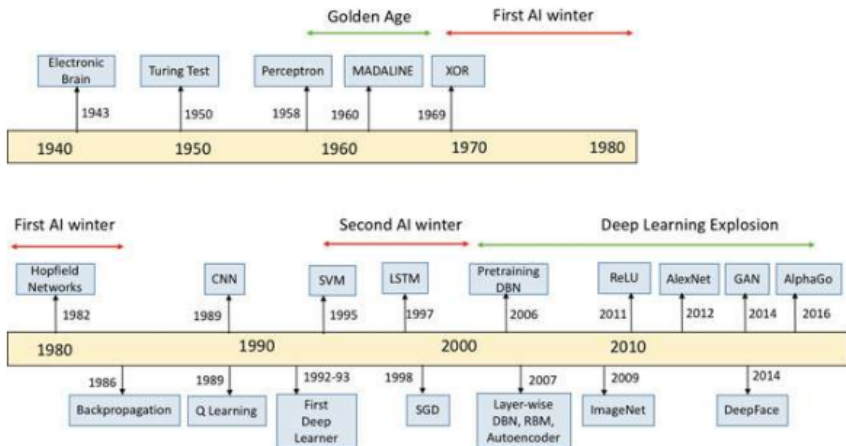 Golden Age
First AI winter
Electronic
Brain
Turing Test
Perceptron
MADALINE
XOR
1943
1950
1958
1960
1969
1940
1950
1960
1970
1980
First AI winter
Second AI winter
Deep Learning Explosion
Hopfield
Networks
CNN
SVM
LSTM
Pretraining
DBN
ReLU
AlexNet
GAN
AlphaGo
1982
1989
1995
1997
2006
2011
2012
2014
2016
1980
1990
2000
2010
1986
1989
1992-93
1998
2007
2009
2014
Backpropagation
Q Learning
First
Deep
Learner
SGD
Layer-wise
DBN, RBM,
Autoencoder
ImageNet
DeepFace